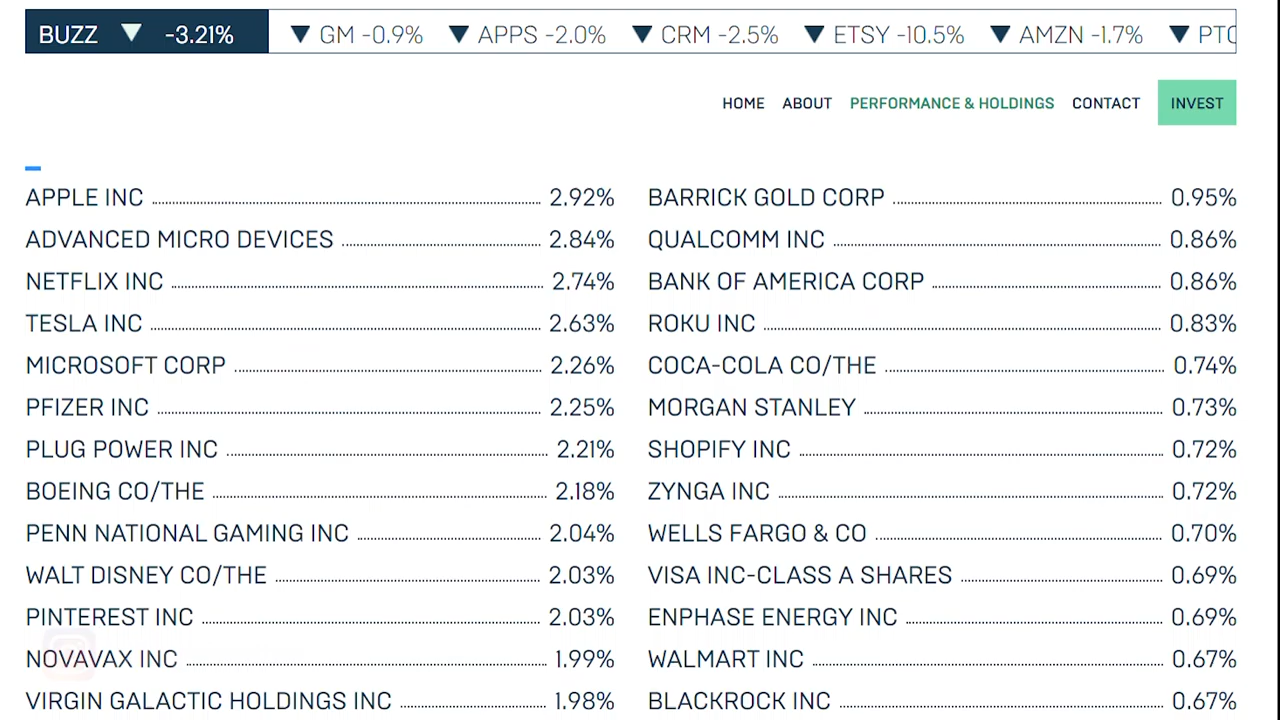 BUZZ ▼ -3.21% ▼ GM -0.9% ▼ APPS -2.0% ▼ CRM -2.5% ▼ ETSY -10.5% ▼ AMZN -1.7% ▼
HOME ABOUT PERFORMANCE & HOLDINGS CONTACT INVEST
APPLE INC 2.92%
ADVANCED MICRO DEVICES 2.84%
NETFLIX INC 2.74%
TESLA INC 2.63%
MICROSOFT CORP 2.26%
PFIZER INC 2.25%
PLUG POWER INC 2.21%
BOEING CO/THE 2.18%
PENN NATIONAL GAMING INC 2.04%
WALT DISNEY CO/THE 2.03%
PINTEREST INC 2.03%
NOVAVAX INC 1.99%
VIRGIN GALACTIC HOLDINGS INC 1.98%
BARRICK GOLD CORP 0.95%
QUALCOMM INC 0.86%
BANK OF AMERICA CORP 0.86%
ROKU INC 0.83%
COCA-COLA CO/THE 0.74%
MORGAN STANLEY 0.73%
SHOPIFY INC 0.72%
ZYNGA INC 0.72%
WELLS FARGO & CO 0.70%
VISA INC-CLASS A SHARES 0.69%
ENPHASE ENERGY INC 0.69%
WALMART INC 0.67%
BLACKROCK INC 0.67%